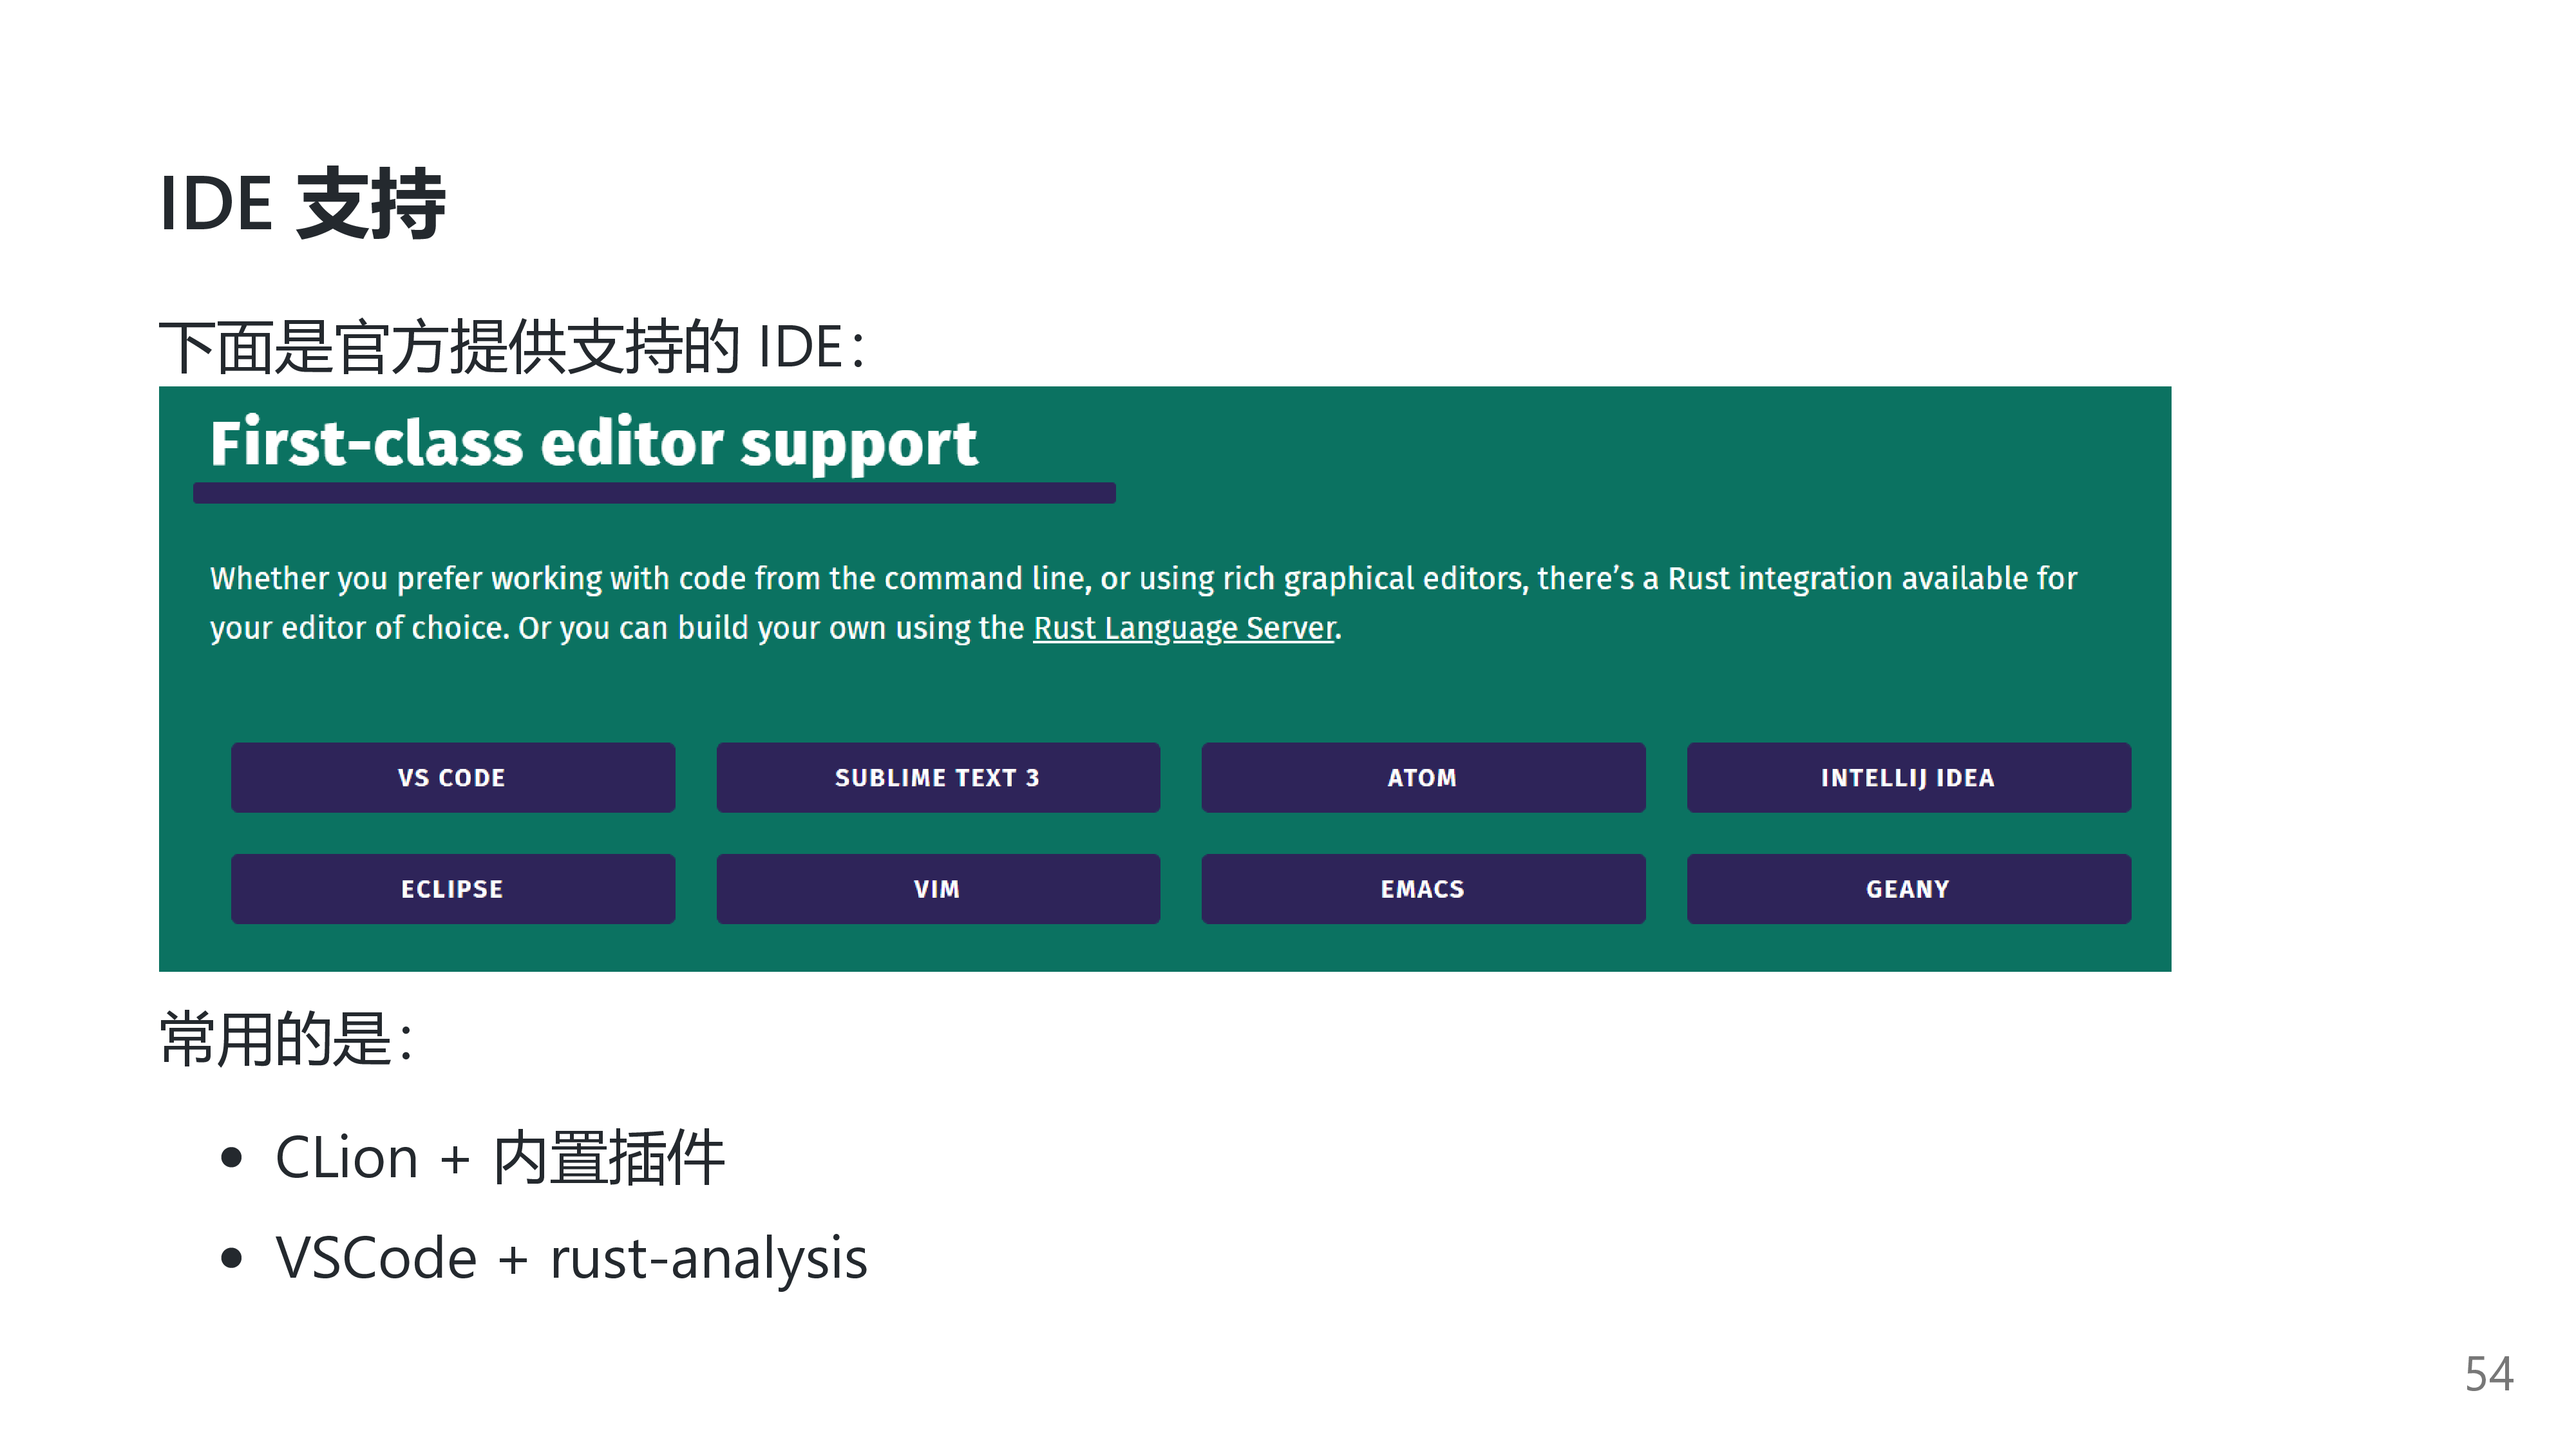 IDE 支持
下面是官方提供支持的 IDE：
First-class editor support
Whether you prefer working with code from the command line, or using rich graphical editors, there’s a Rust integration available for
your editor of choice. Or you can build your own using the Rust Language Server.
VS CODE SUBLIME TEXT 3 ATOM INTELLIJ IDEA
ECLIPSE VIM EMACS GEANY
常用的是：
• CLion + 内置插件
• VSCode + rust-analysis
54